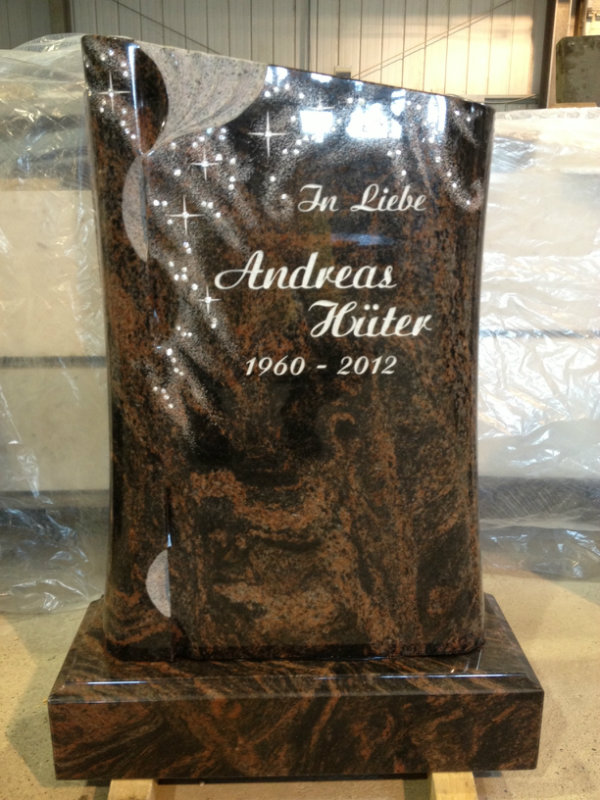 In Liebe
Andreas
Hüter
1960 - 2012